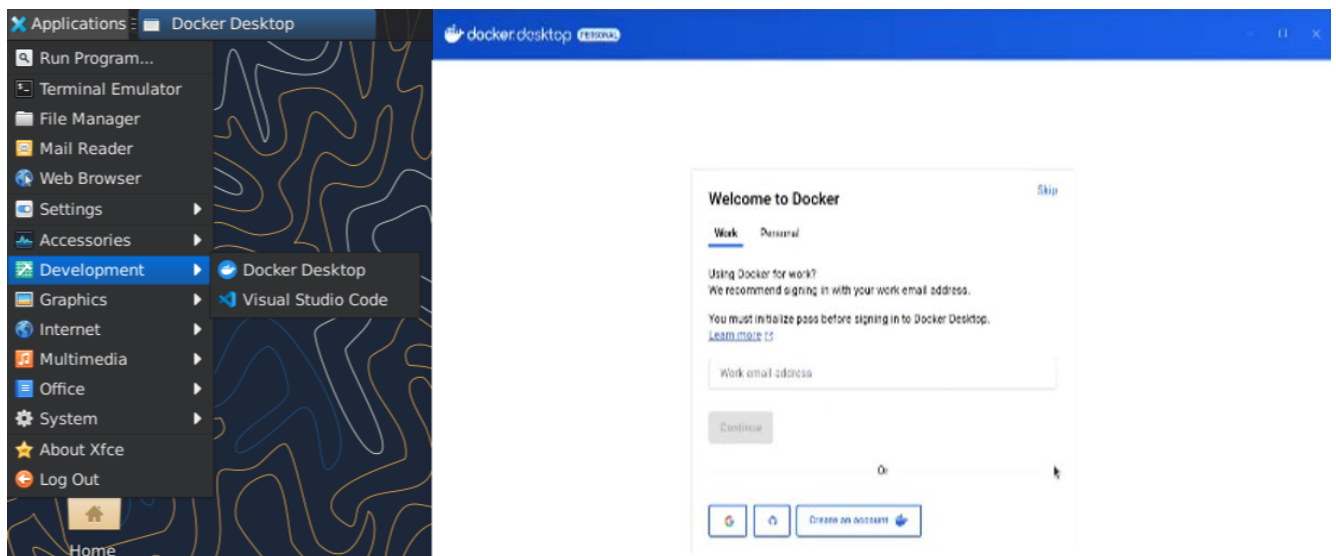 Applications
Docker Desktop
Run Program...
Terminal Emulator
File Manager
Mail Reader
Web Browser
Settings
Accessories
Development
Graphics
Internet
Multimedia
Office
System
About Xfce
Log Out
Home
Docker Desktop
Visual Studio Code
docker.desktop PERSONAL
Skip
Welcome to Docker
Work Personal
Using Docker for work?
We recommend signing in with your work email address.
You must initialize pass before signing in to Docker Desktop.
Learn more
Work email address
Continue
Or
G
Create an account